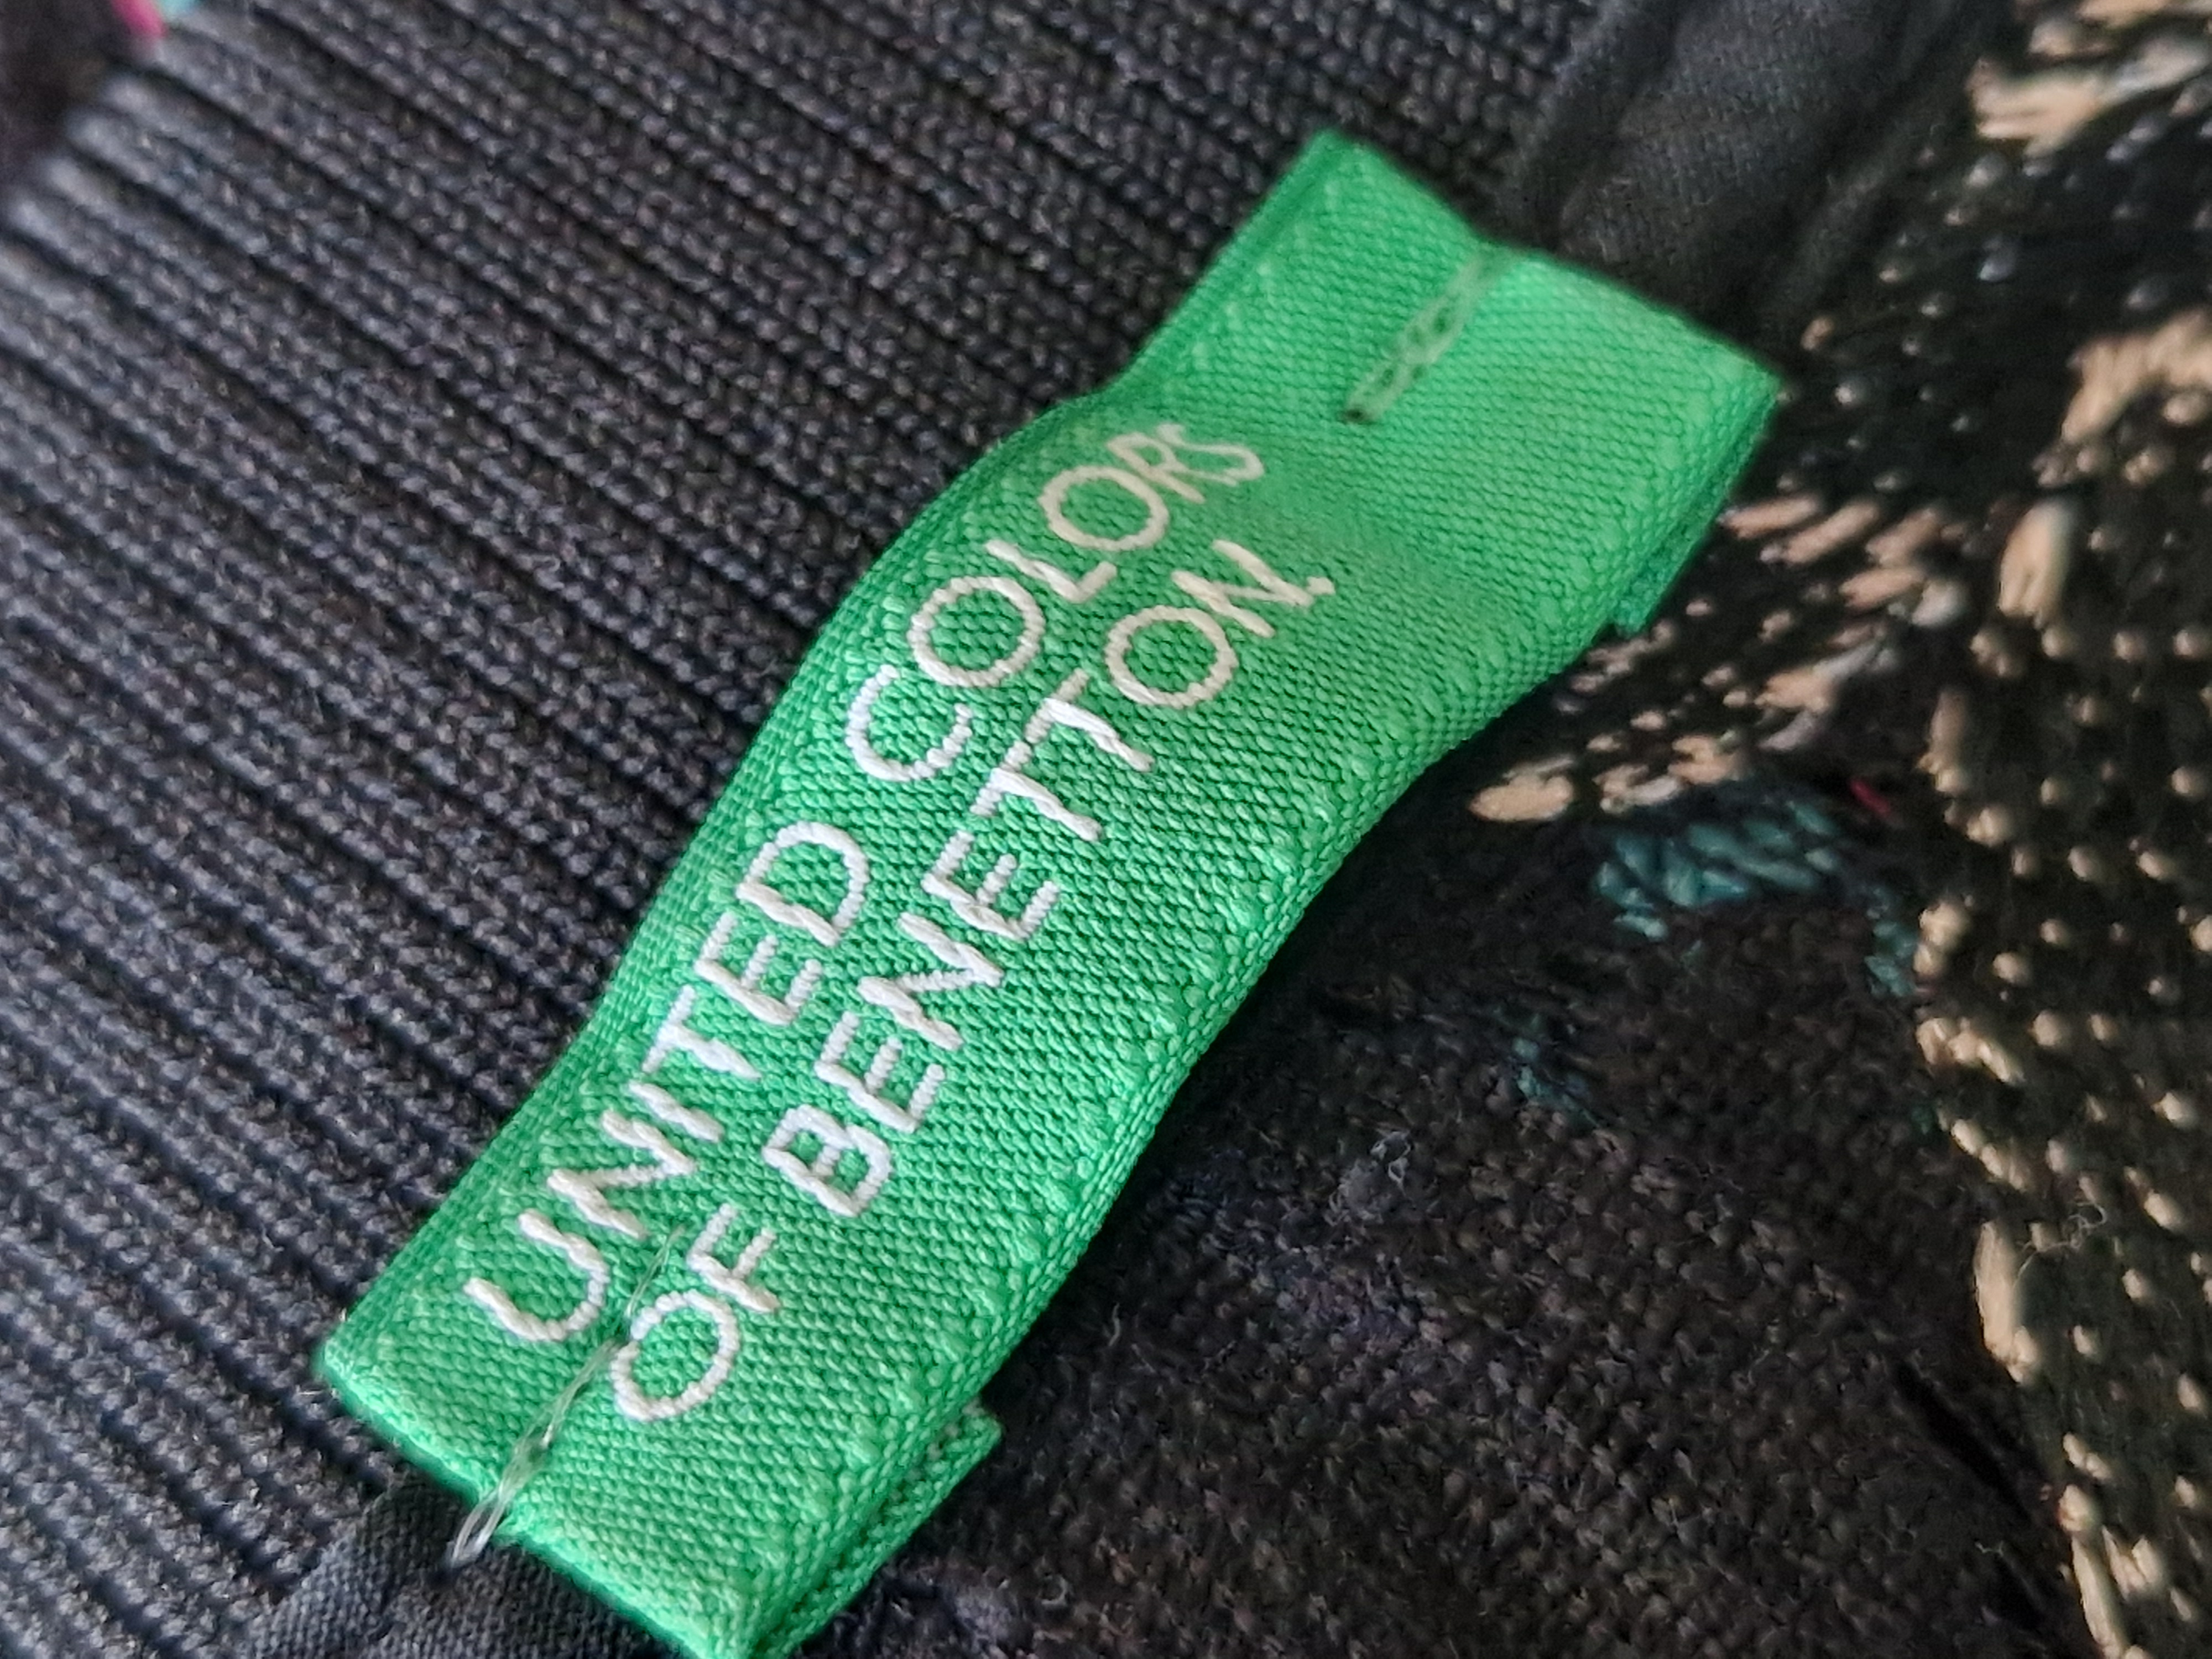 UNITED COLORS
OF BENETTON.